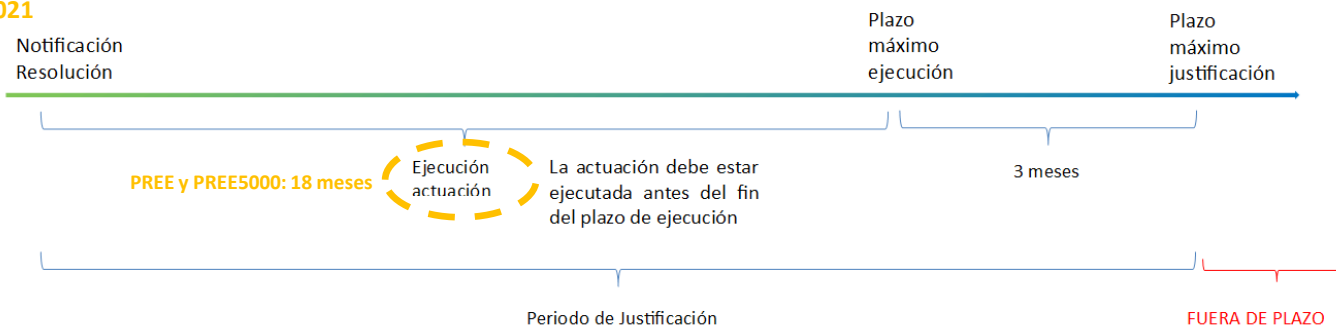 021
Notificación
Resolución
Plazo
máximo
ejecución
Plazo
máximo
justificación
PREE y PREE5000: 18 meses
Ejecución
actuación
La actuación debe estar
ejecutada antes del fin
del plazo de ejecución
3 meses
Periodo de Justificación
FUERA DE PLAZO